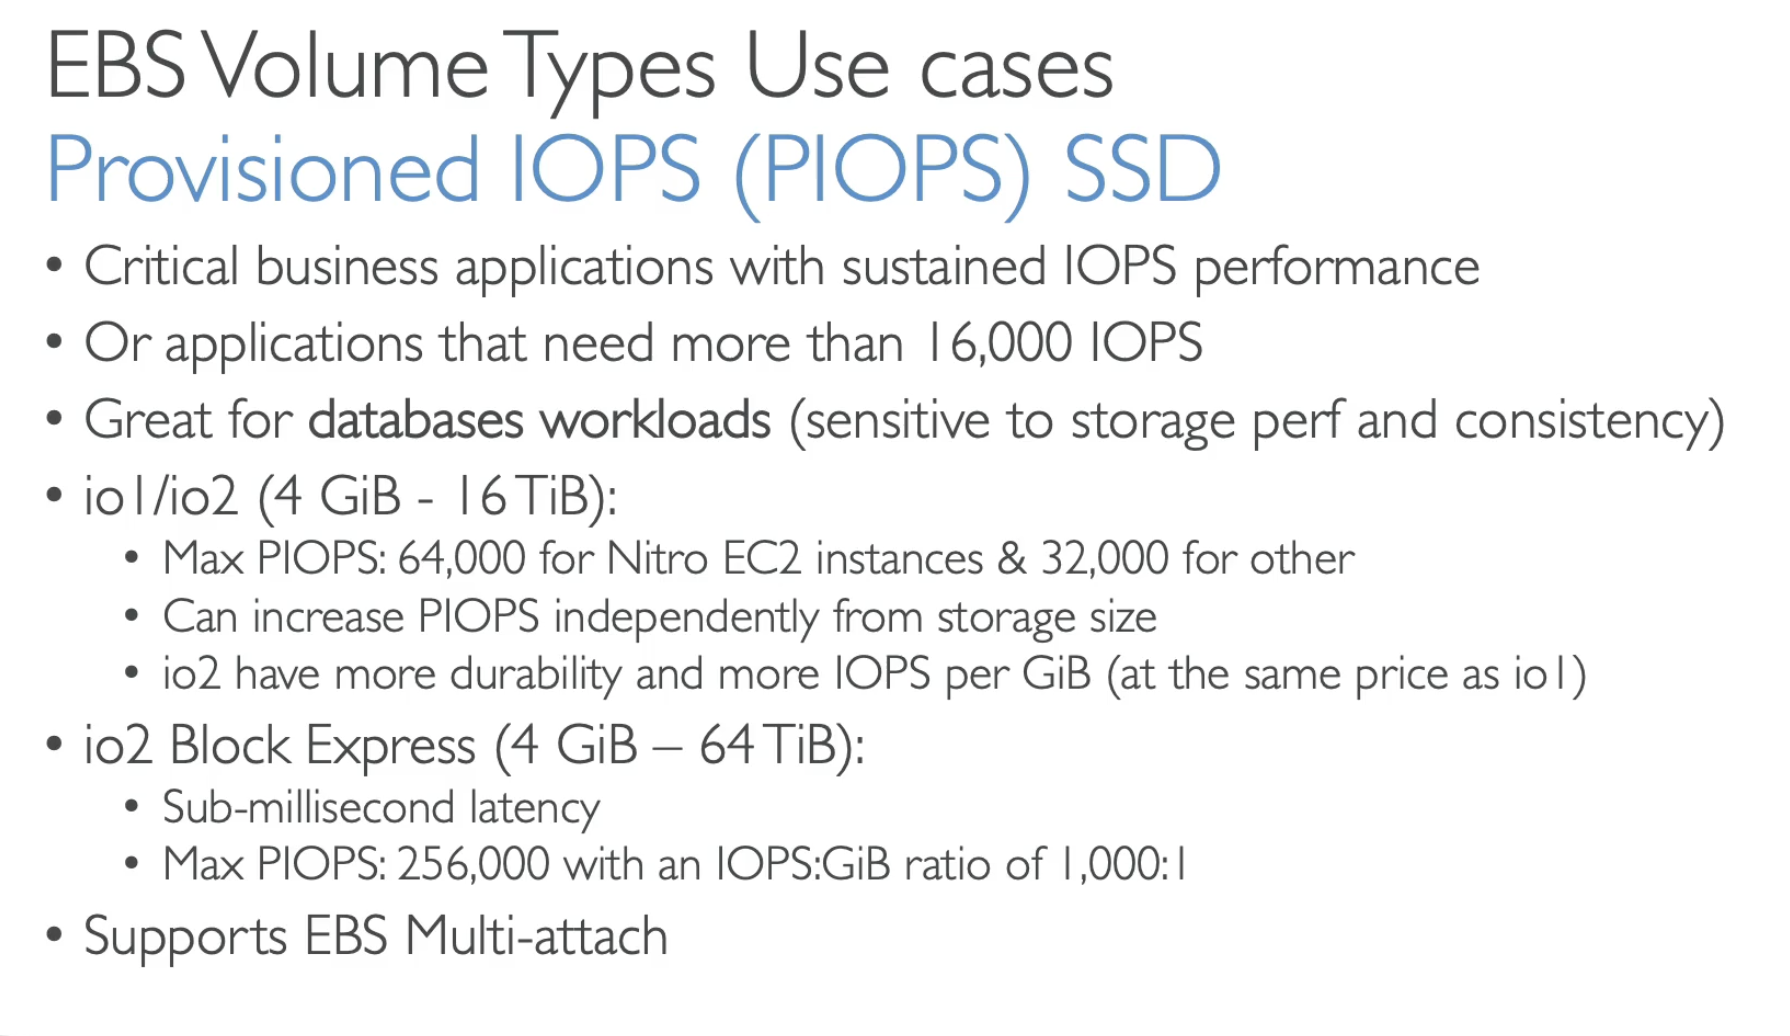 EBS Volume Types Use cases
Provisioned IOPS (PIOPS) SSD
• Critical business applications with sustained IOPS performance
• Or applications that need more than 16,000 IOPS
• Great for databases workloads (sensitive to storage perf and consistency)
• io1/io2 (4 GiB - 16 TiB):
• Max PIOPS: 64,000 for Nitro EC2 instances & 32,000 for other
• Can increase PIOPS independently from storage size
• io2 have more durability and more IOPS per GiB (at the same price as io1)
• io2 Block Express (4 GiB – 64 TiB):
• Sub-millisecond latency
• Max PIOPS: 256,000 with an IOPS:GiB ratio of 1,000:1
• Supports EBS Multi-attach